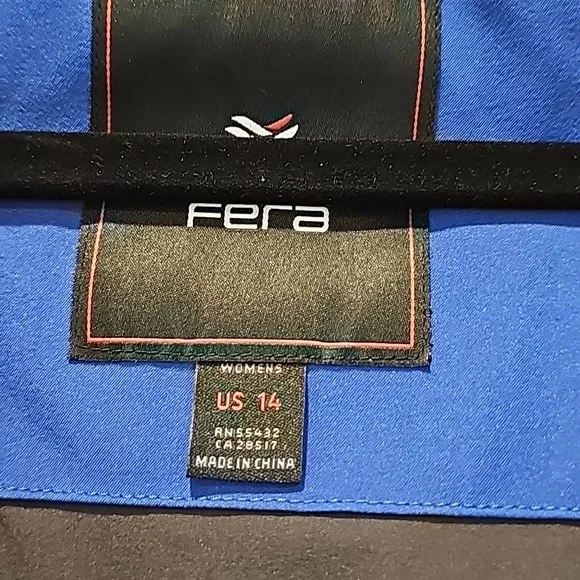 Fera
WOMENS
US 14
RN 55432
CA 28517
MADE IN CHINA